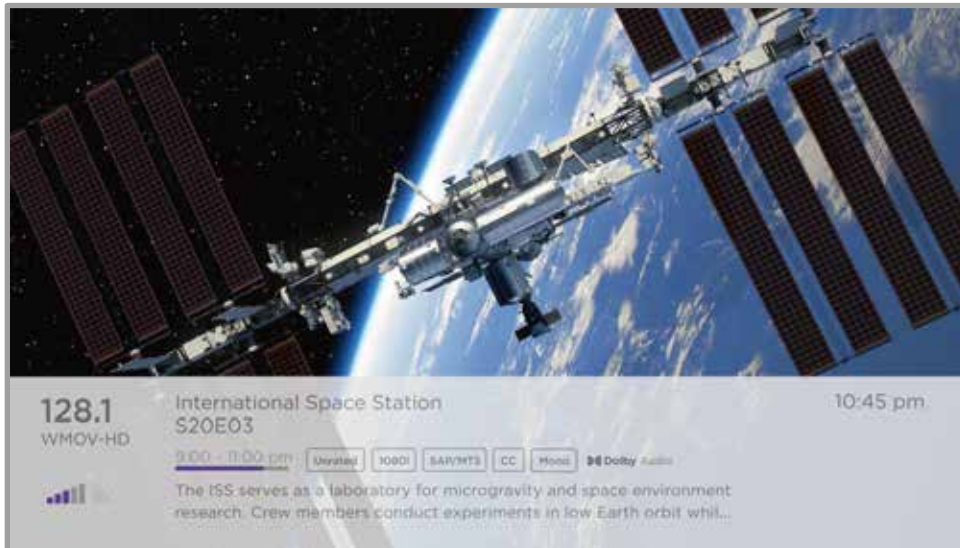 128.1
WMOV-HD
International Space Station
S20E03
10:45 pm
9:00 - 11:00 pm Unrated 1080i SAP/MTS CC Mono Dolby Audio
The ISS serves as a laboratory for microgravity and space environment
research. Crew members conduct experiments in low Earth orbit whil...